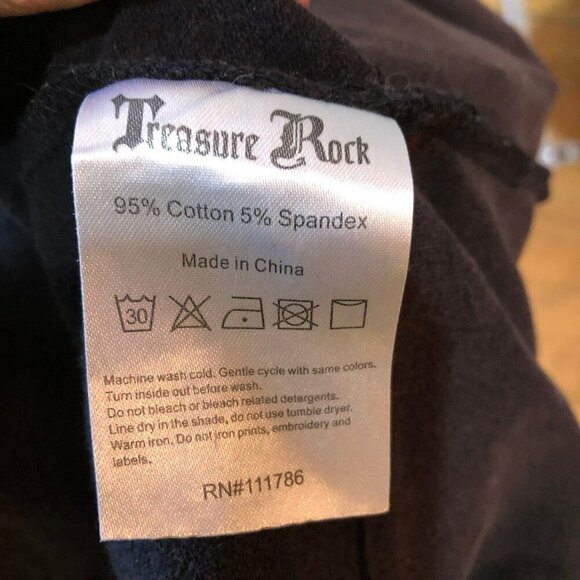 Treasure Rock
95% Cotton 5% Spandex
Made in China
30
Machine wash cold. Gentle cycle with same colors.
Turn inside out before wash.
Do not bleach or bleach related detergents.
Line dry in the shade, do not use tumble dryer.
Warm iron. Do not iron prints, embroidery and
labels.
RN#111786